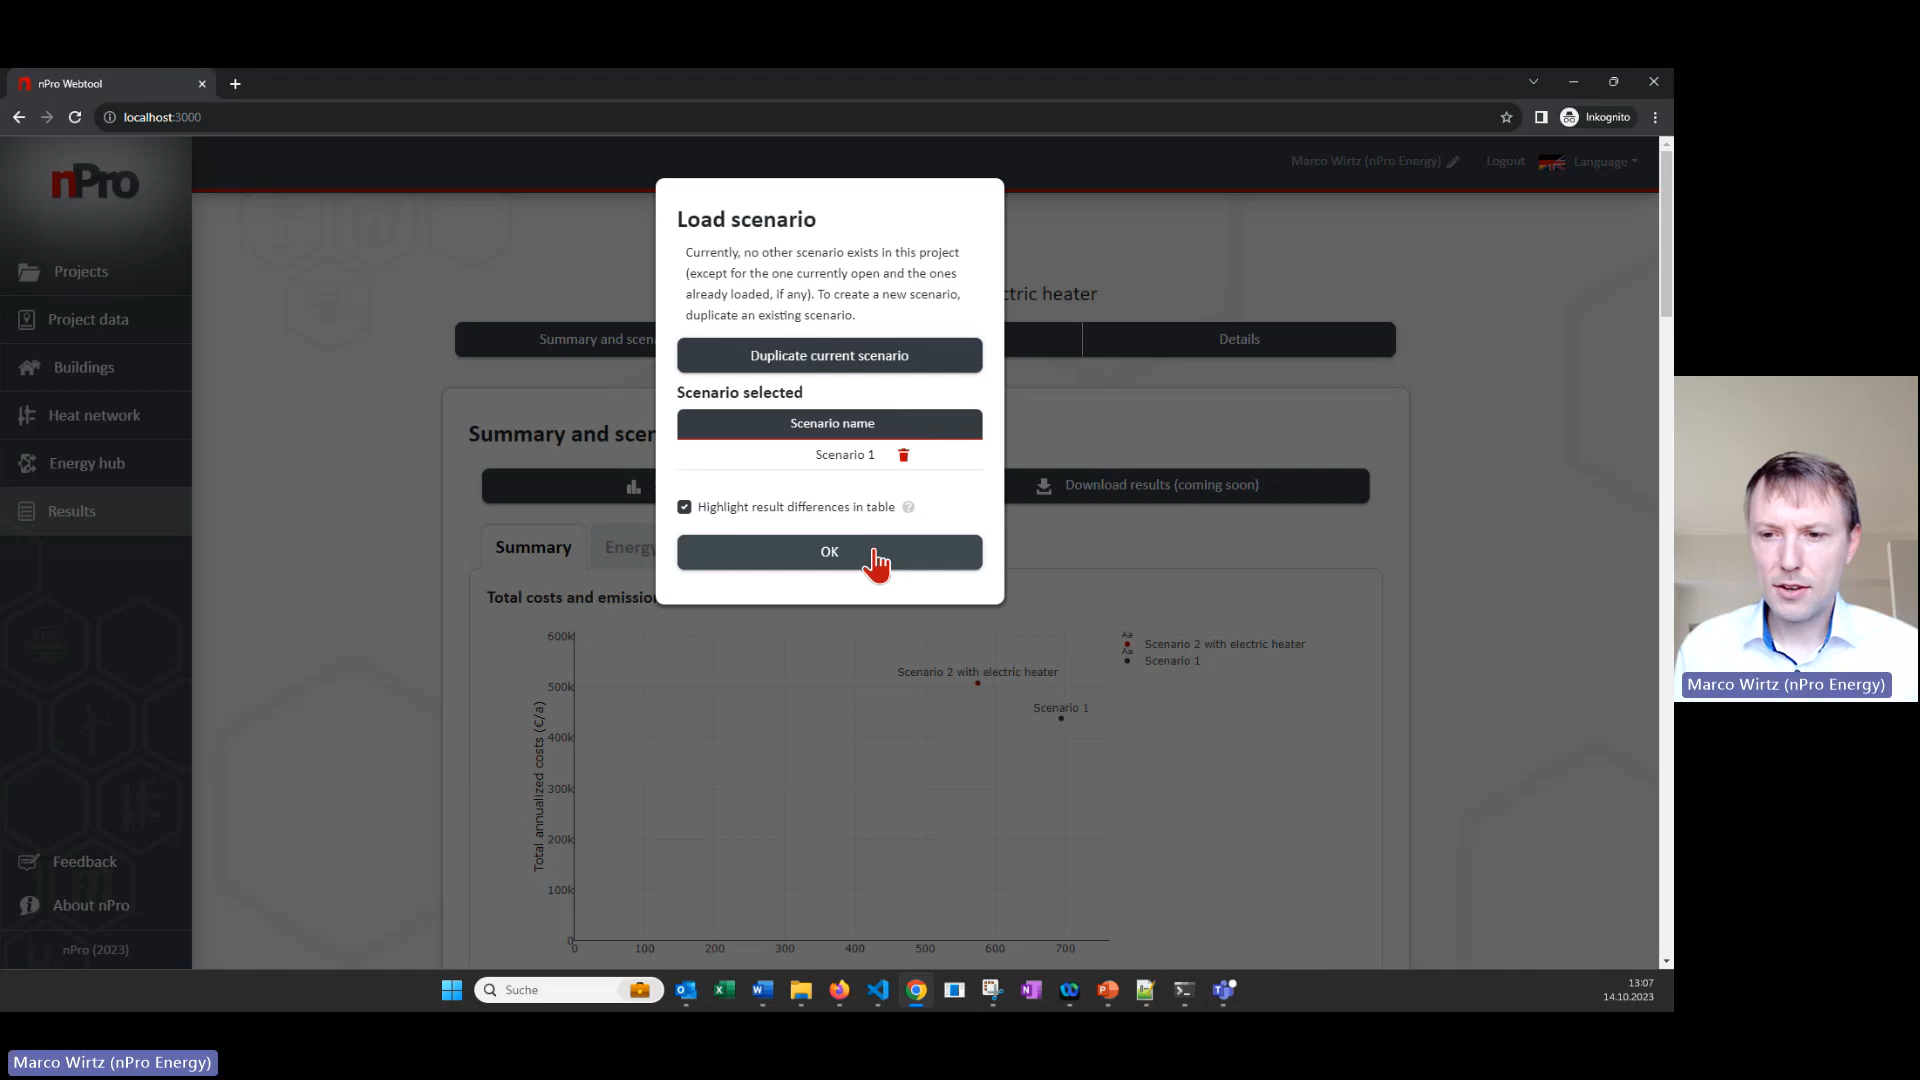 nPro Webtool
localhost:3000
Inkognito
nPro
Marco Wirtz (nPro Energy)
Logout
Language
Projects
Project data
Buildings
Heat network
Energy hub
Results
Feedback
About nPro
nPro (2023)
ctric heater
Summary and scen
Details
Summary and scer
Download results (coming soon)
Summary
Energy
Total costs and emission
Load scenario
Currently, no other scenario exists in this project
(except for the one currently open and the ones
already loaded, if any). To create a new scenario,
duplicate an existing scenario.
Duplicate current scenario
Scenario selected
Scenario name
Scenario 1
Highlight result differences in table
?
OK
Total annualized costs (€/a)
600k
500k
400k
300k
200k
100k
0
0
100
200
300
400
500
600
700
Scenario 2 with electric heater
Scenario 1
Aa
Scenario 2 with electric heater
Aa
Scenario 1
Suche
13:07
14.10.2023
Marco Wirtz (nPro Energy)
Marco Wirtz (nPro Energy)